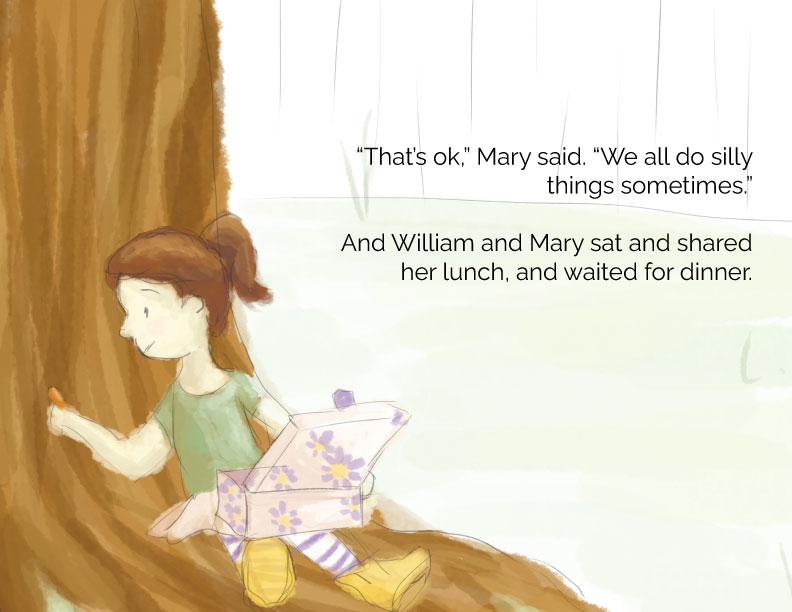 “That’s ok,” Mary said. “We all do silly
things sometimes.”
And William and Mary sat and shared
her lunch, and waited for dinner.